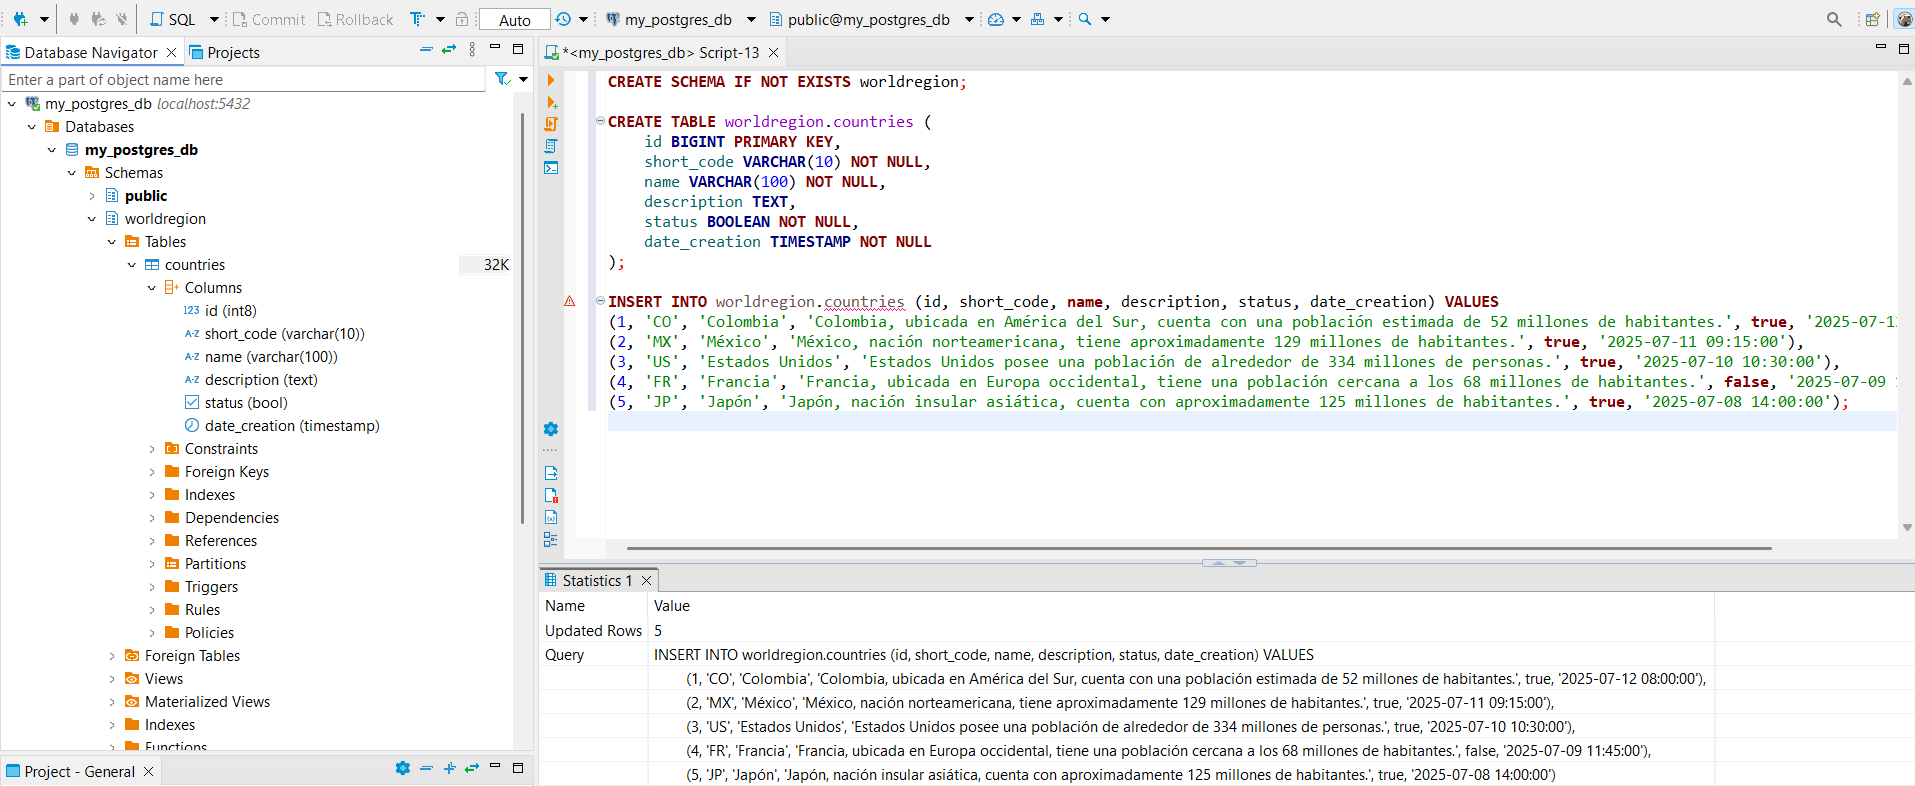 SQL Commit Rollback Auto my_postgres_db public@my_postgres_db
Database Navigator Projects
Enter a part of object name here
my_postgres_db localhost:5432
Databases
my_postgres_db
Schemas
public
worldregion
Tables
countries 32K
Columns
123 id (int8)
A-Z short_code (varchar(10))
A-Z name (varchar(100))
A-Z description (text)
status (bool)
date_creation (timestamp)
Constraints
Foreign Keys
Indexes
Dependencies
References
Partitions
Triggers
Rules
Policies
Foreign Tables
Views
Materialized Views
Indexes
Functions
Project - General
*<my_postgres_db> Script-13
CREATE SCHEMA IF NOT EXISTS worldregion;
CREATE TABLE worldregion.countries (
id BIGINT PRIMARY KEY,
short_code VARCHAR(10) NOT NULL,
name VARCHAR(100) NOT NULL,
description TEXT,
status BOOLEAN NOT NULL,
date_creation TIMESTAMP NOT NULL
);
INSERT INTO worldregion.countries (id, short_code, name, description, status, date_creation) VALUES
(1, 'CO', 'Colombia', 'Colombia, ubicada en América del Sur, cuenta con una población estimada de 52 millones de habitantes.', true, '2025-07-12
(2, 'MX', 'México', 'México, nación norteamericana, tiene aproximadamente 129 millones de habitantes.', true, '2025-07-11 09:15:00'),
(3, 'US', 'Estados Unidos', 'Estados Unidos posee una población de alrededor de 334 millones de personas.', true, '2025-07-10 10:30:00'),
(4, 'FR', 'Francia', 'Francia, ubicada en Europa occidental, tiene una población cercana a los 68 millones de habitantes.', false, '2025-07-09
(5, 'JP', 'Japón', 'Japón, nación insular asiática, cuenta con aproximadamente 125 millones de habitantes.', true, '2025-07-08 14:00:00');
Statistics 1
Name Value
Updated Rows 5
Query INSERT INTO worldregion.countries (id, short_code, name, description, status, date_creation) VALUES
(1, 'CO', 'Colombia', 'Colombia, ubicada en América del Sur, cuenta con una población estimada de 52 millones de habitantes.', true, '2025-07-12 08:00:00'),
(2, 'MX', 'México', 'México, nación norteamericana, tiene aproximadamente 129 millones de habitantes.', true, '2025-07-11 09:15:00'),
(3, 'US', 'Estados Unidos', 'Estados Unidos posee una población de alrededor de 334 millones de personas.', true, '2025-07-10 10:30:00'),
(4, 'FR', 'Francia', 'Francia, ubicada en Europa occidental, tiene una población cercana a los 68 millones de habitantes.', false, '2025-07-09 11:45:00'),
(5, 'JP', 'Japón', 'Japón, nación insular asiática, cuenta con aproximadamente 125 millones de habitantes.', true, '2025-07-08 14:00:00')